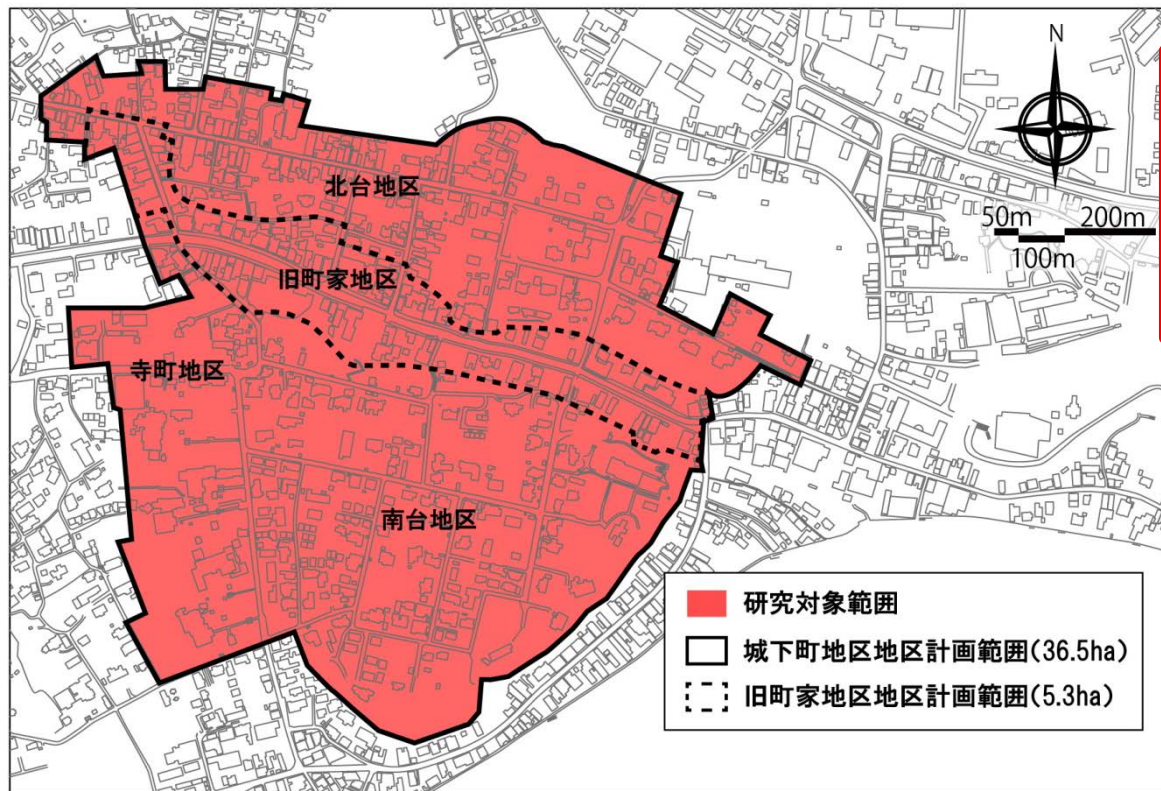 N
50m
200m
100m
北台地区
旧町家地区
寺町地区
南台地区
研究対象範囲
城下町地区地区計画範囲(36.5ha)
旧町家地区地区計画範囲(5.3ha)